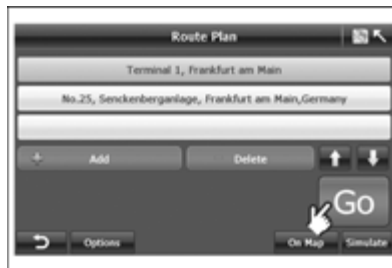 Route Plan
Terminal 1, Frankfurt am Main
No.25, Senckenberganlage, Frankfurt am Main,Germany
Add Delete
Go
Options On Map Simulate